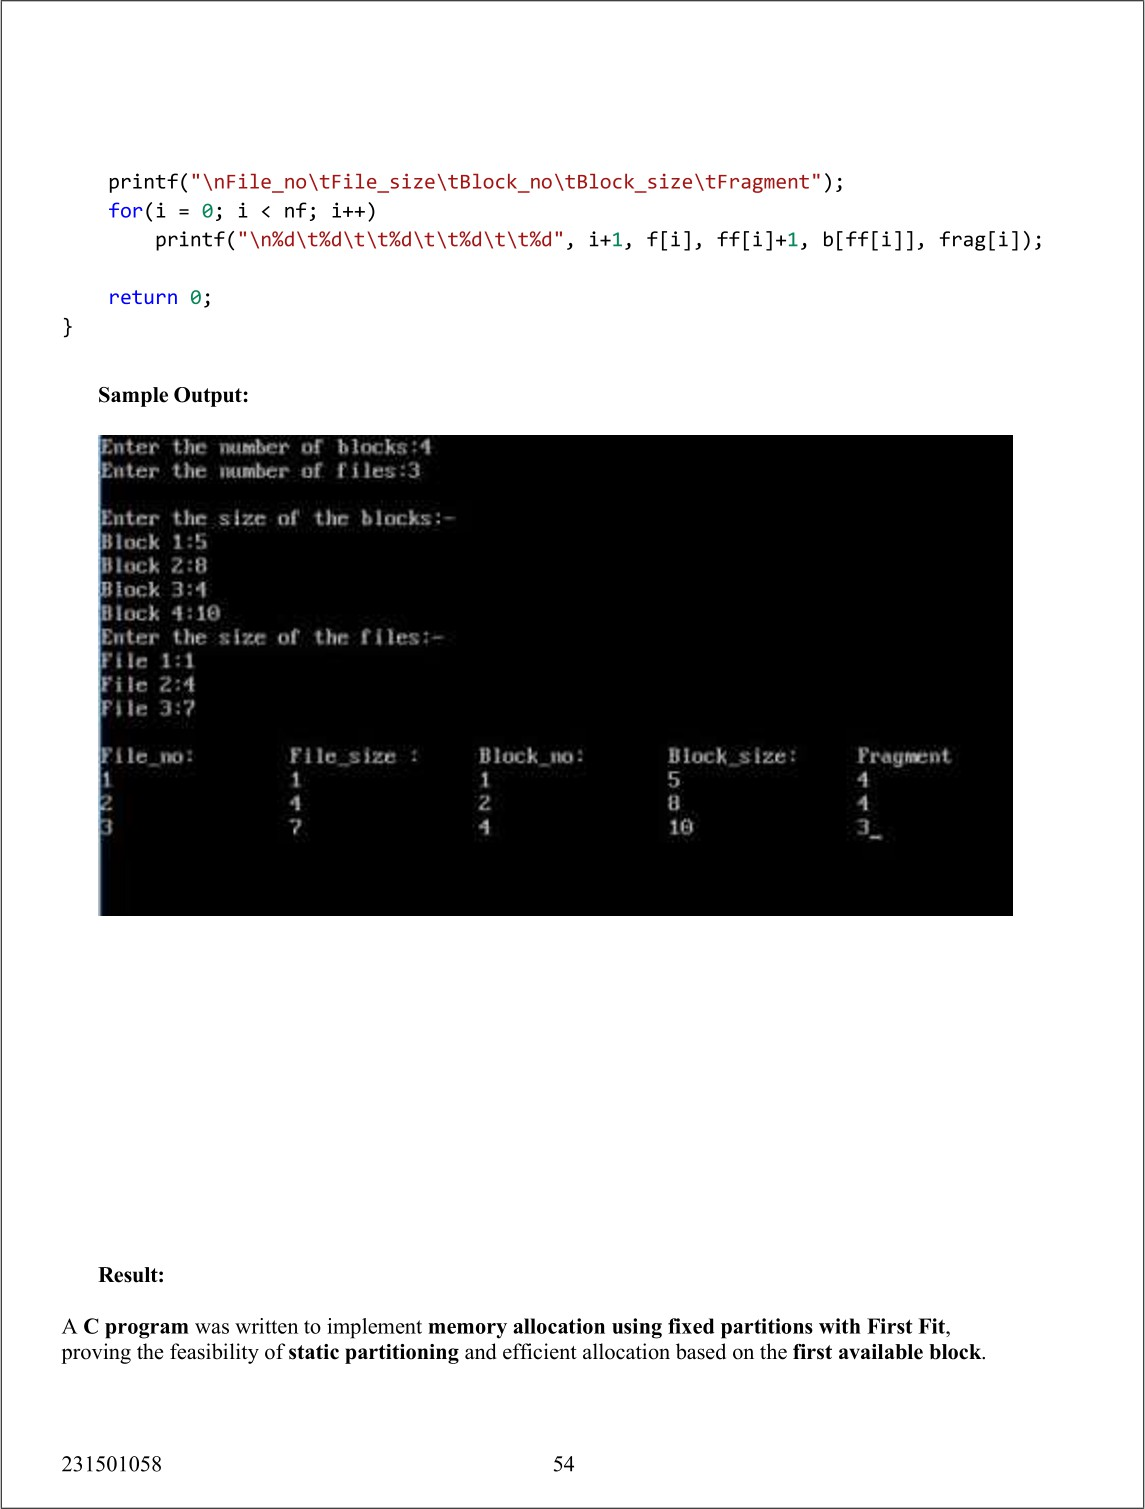 printf("\nFile_no\tFile_size\tBlock_no\tBlock_size\tFragment");
for(i = 0; i < nf; i++)
printf("\n%d\t%d\t\t%d\t\t%d\t\t%d", i+1, f[i], ff[i]+1, b[ff[i]], frag[i]);
return 0;
}
Sample Output:
Enter the number of blocks:4
Enter the number of files:3
Enter the size of the blocks:-
Block 1:5
Block 2:8
Block 3:4
Block 4:10
Enter the size of the files:-
File 1:1
File 2:4
File 3:7
File_no: File_size : Block_no: Block_size: Fragment
1 1 1 5 4
2 4 2 8 4
3 7 4 10 3_
Result:
A C program was written to implement memory allocation using fixed partitions with First Fit,
proving the feasibility of static partitioning and efficient allocation based on the first available block.
231501058 54